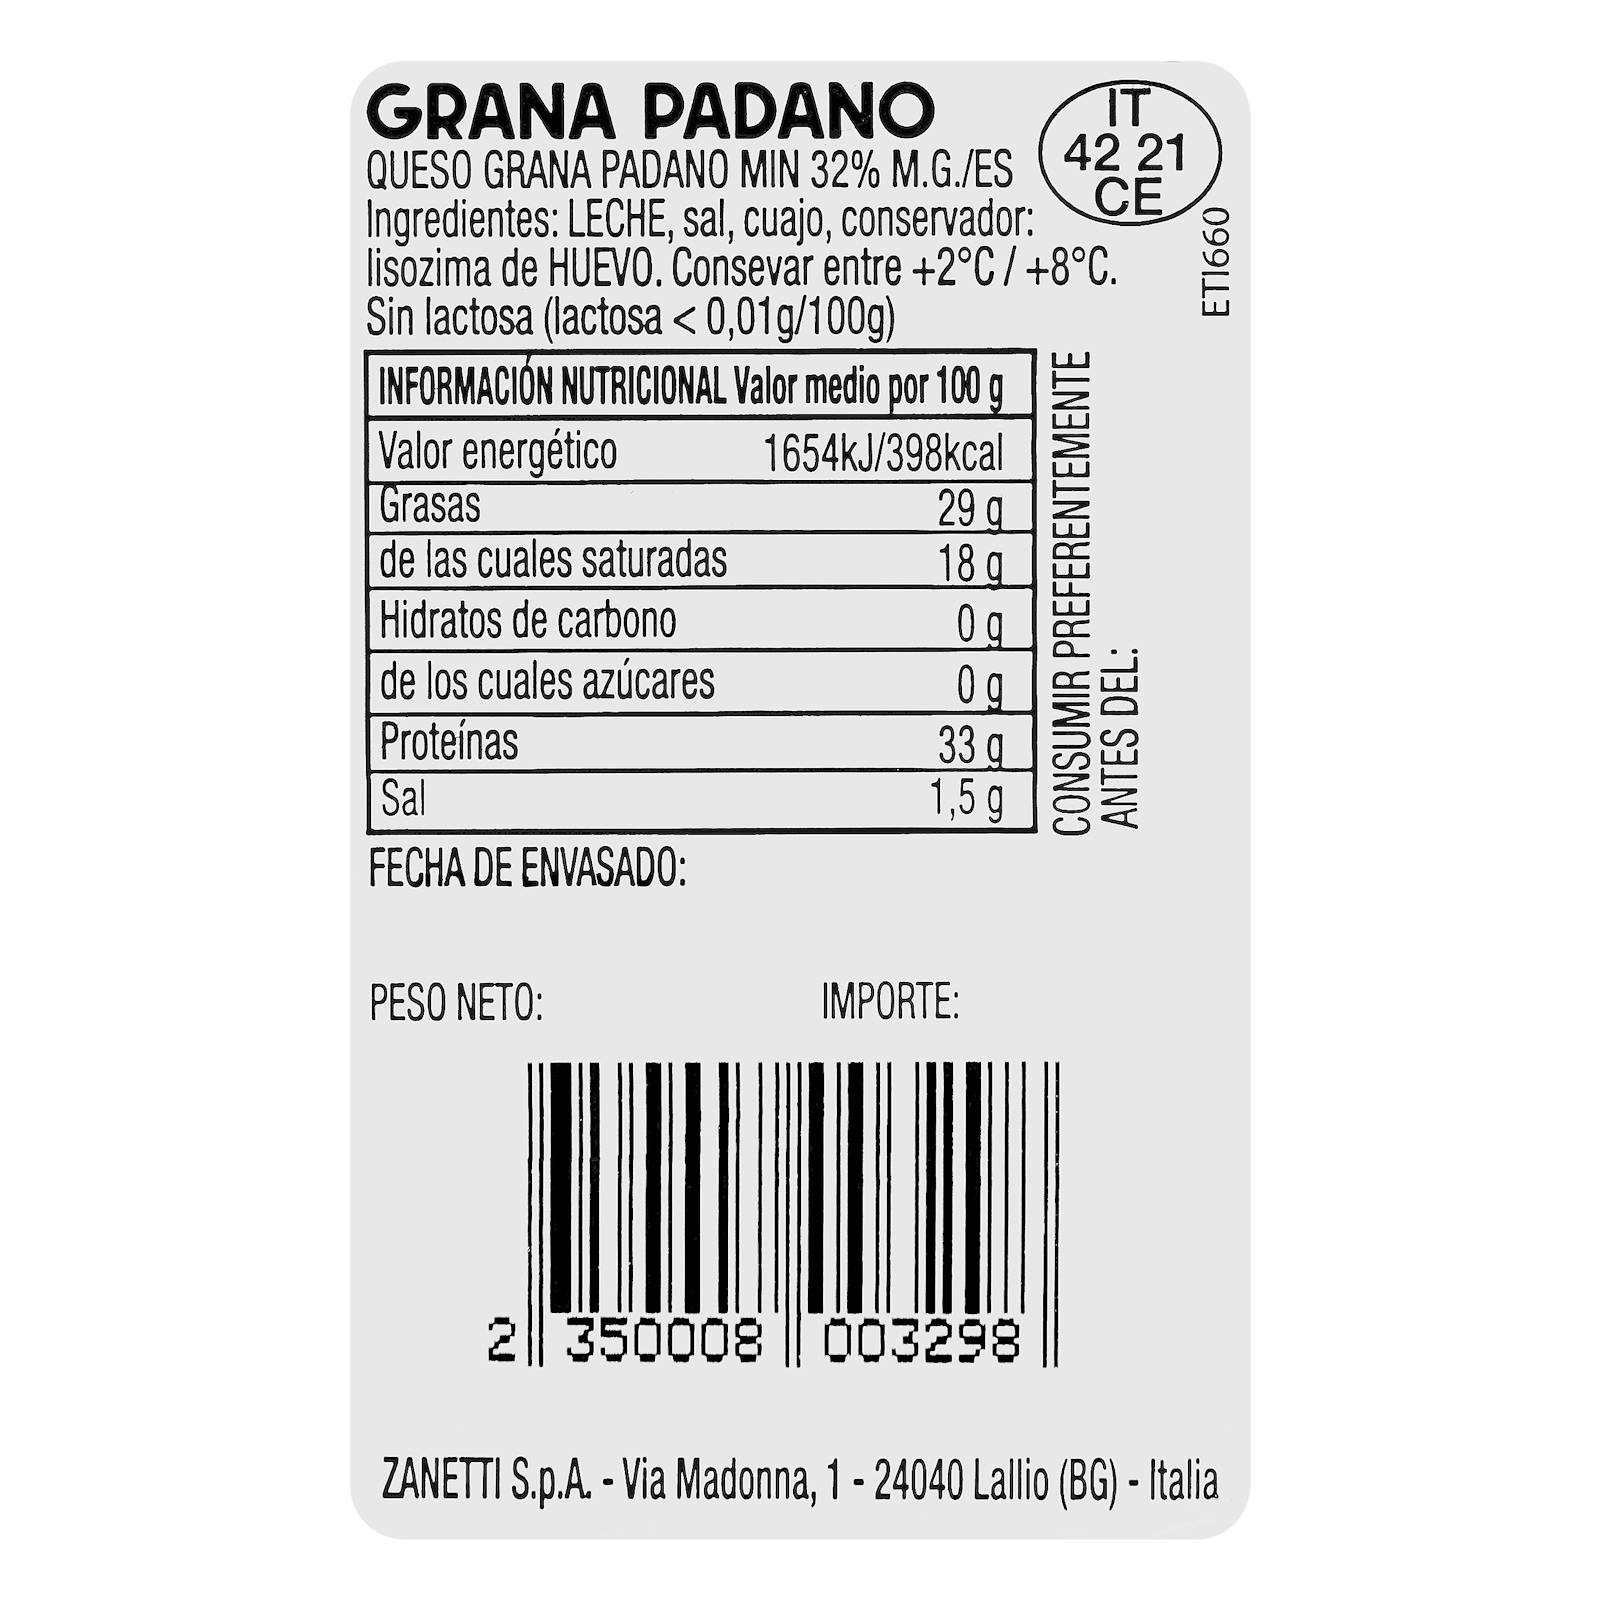 GRANA PADANO
IT
42 21
CE
QUESO GRANA PADANO MIN 32% M.G./ES
Ingredientes: LECHE, sal, cuajo, conservador:
lisozima de HUEVO. Consevar entre +2°C / +8°C.
Sin lactosa (lactosa < 0,01g/100g)
ETI660
INFORMACIÓN NUTRICIONAL Valor medio por 100 g
Valor energético 1654kJ/398kcal
Grasas 29 g
de las cuales saturadas 18 g
Hidratos de carbono 0 g
de los cuales azúcares 0 g
Proteínas 33 g
Sal 1,5 g
CONSUMIR PREFERENTEMENTE
ANTES DEL:
FECHA DE ENVASADO:
PESO NETO: IMPORTE:
2 350008 003298
ZANETTI S.p.A. - Via Madonna, 1 - 24040 Lallio (BG) - Italia